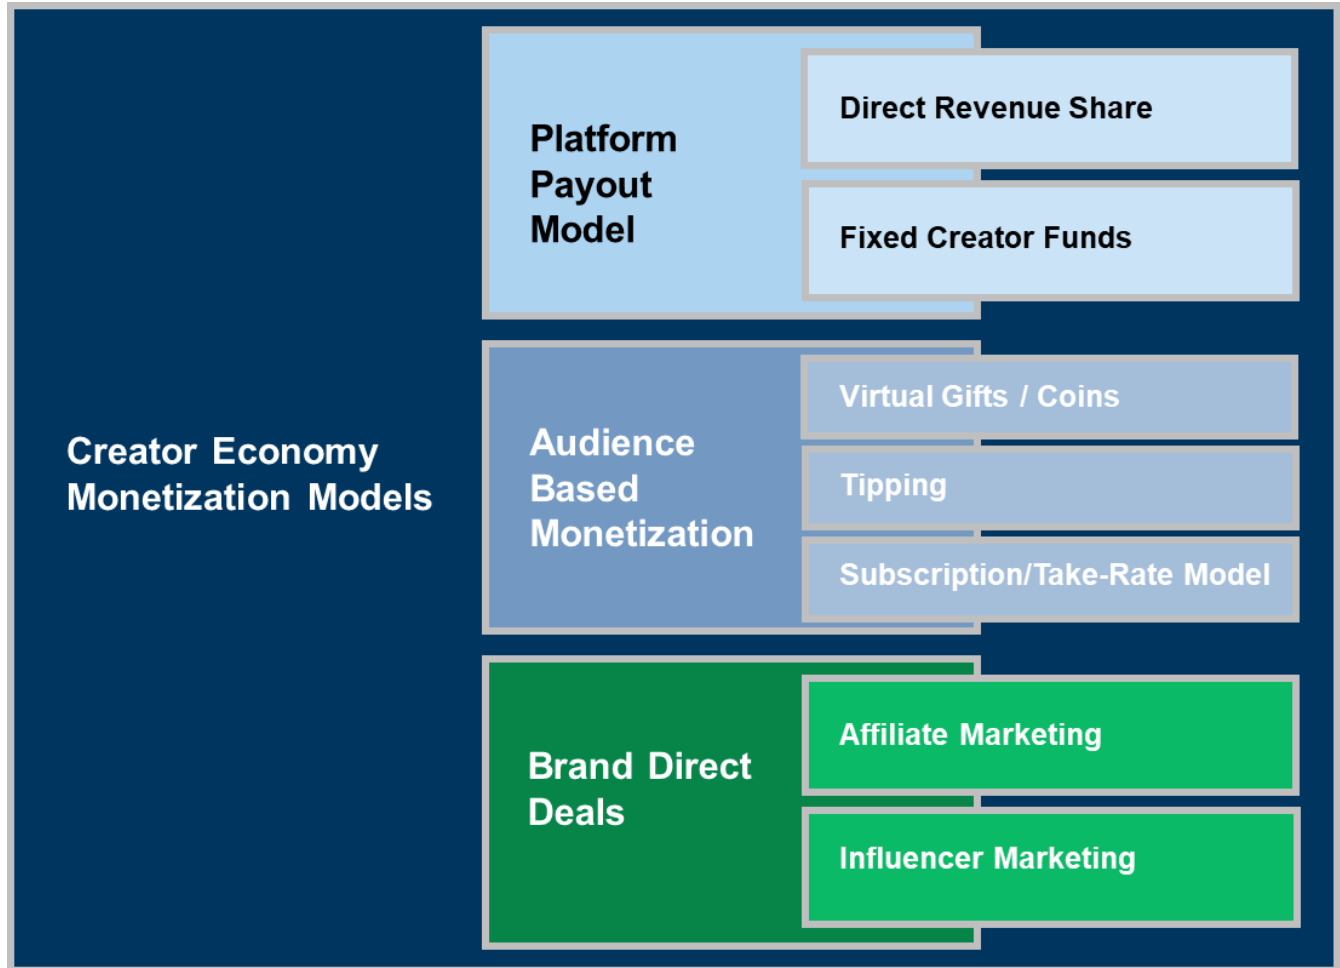 Creator Economy
Monetization Models
Platform
Payout
Model
Direct Revenue Share
Fixed Creator Funds
Audience
Based
Monetization
Virtual Gifts / Coins
Tipping
Subscription/Take-Rate Model
Brand Direct
Deals
Affiliate Marketing
Influencer Marketing